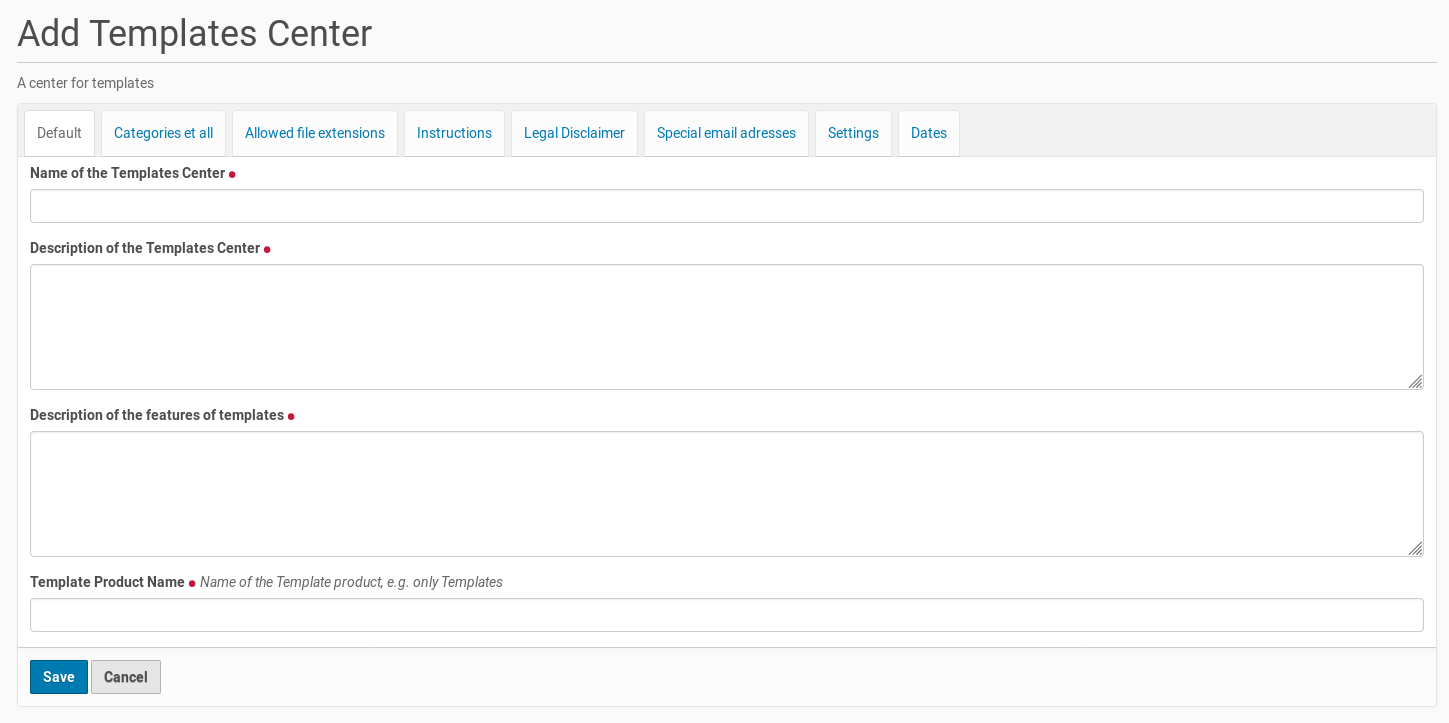 Add Templates Center
A center for templates
Default Categories et all Allowed file extensions Instructions Legal Disclaimer Special email adresses Settings Dates
Name of the Templates Center
Description of the Templates Center
Description of the features of templates
Template Product Name Name of the Template product, e.g. only Templates
Save Cancel